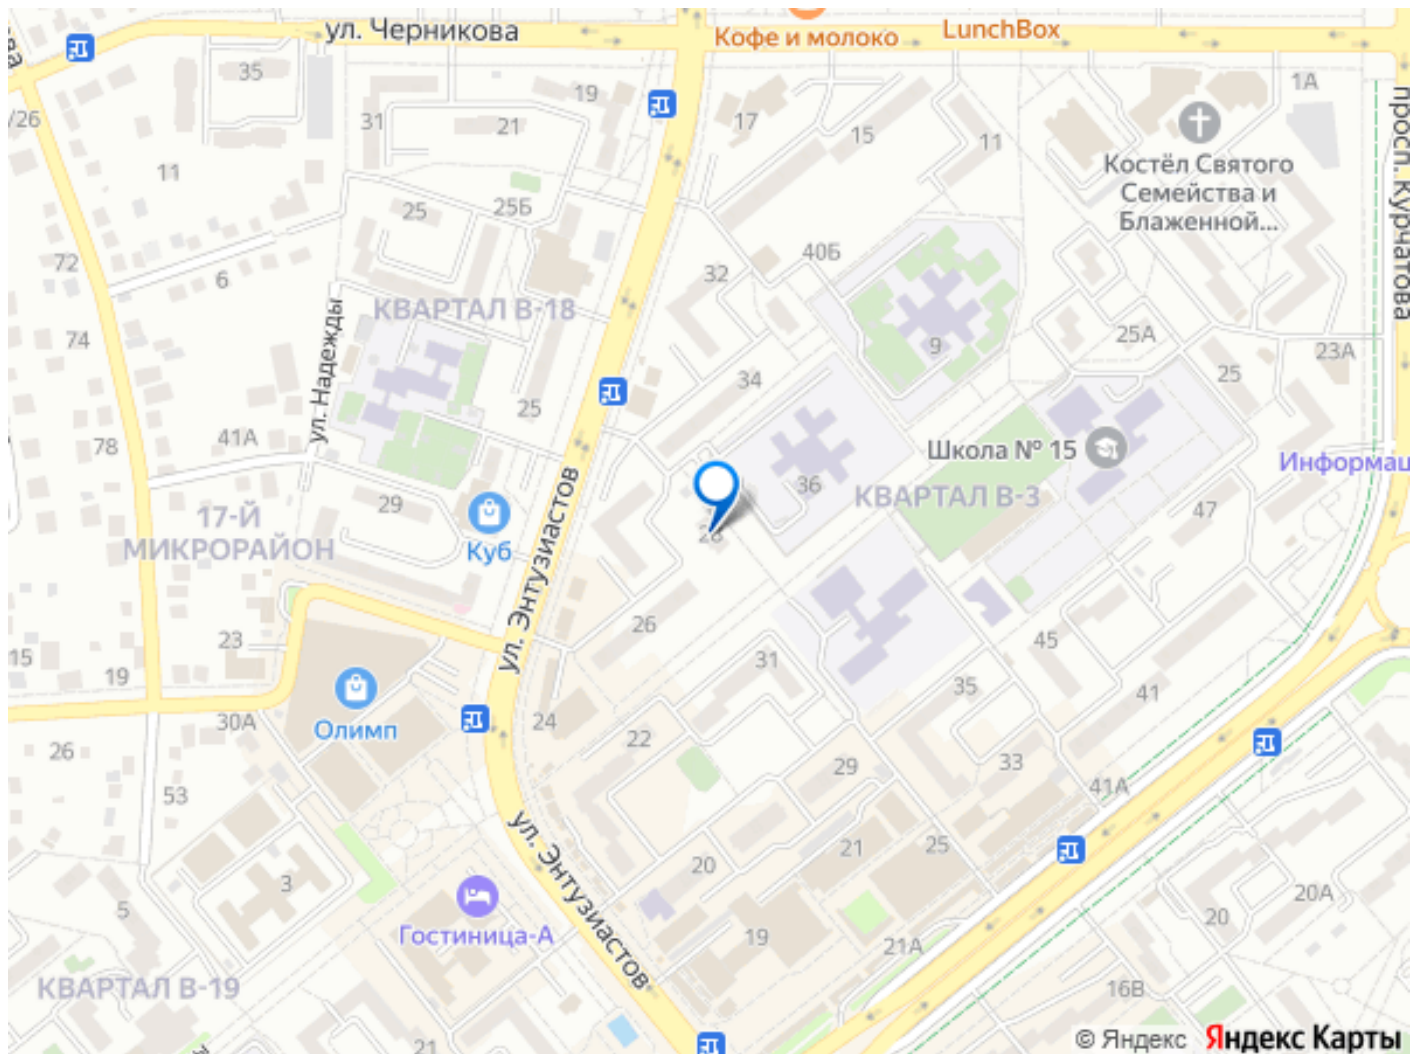 ул. Черникова
Кофе и молоко
LunchBox
35
19
1А
/26
31
21
17
15
11
просп. Курчатова
Костёл Святого
Семейства и
Блаженной...
11
25
25Б
40Б
72
6
32
КВАРТАЛ В-18
ул. Надежды
74
9
25А
23А
34
25
25
78
41А
Школа № 15
Информац
36
КВАРТАЛ В-3
29
17-Й
МИКРОРАЙОН
Куб
ул. Энтузиастов
28
47
26
23
45
31
15
19
35
41
30А
Олимп
24
22
26
29
33
41А
53
ул. Энтузиастов
20
21
25
3
5
20А
20
Гостиница-А
19
21А
КВАРТАЛ В-19
16В
21
© Яндекс Яндекс Карты